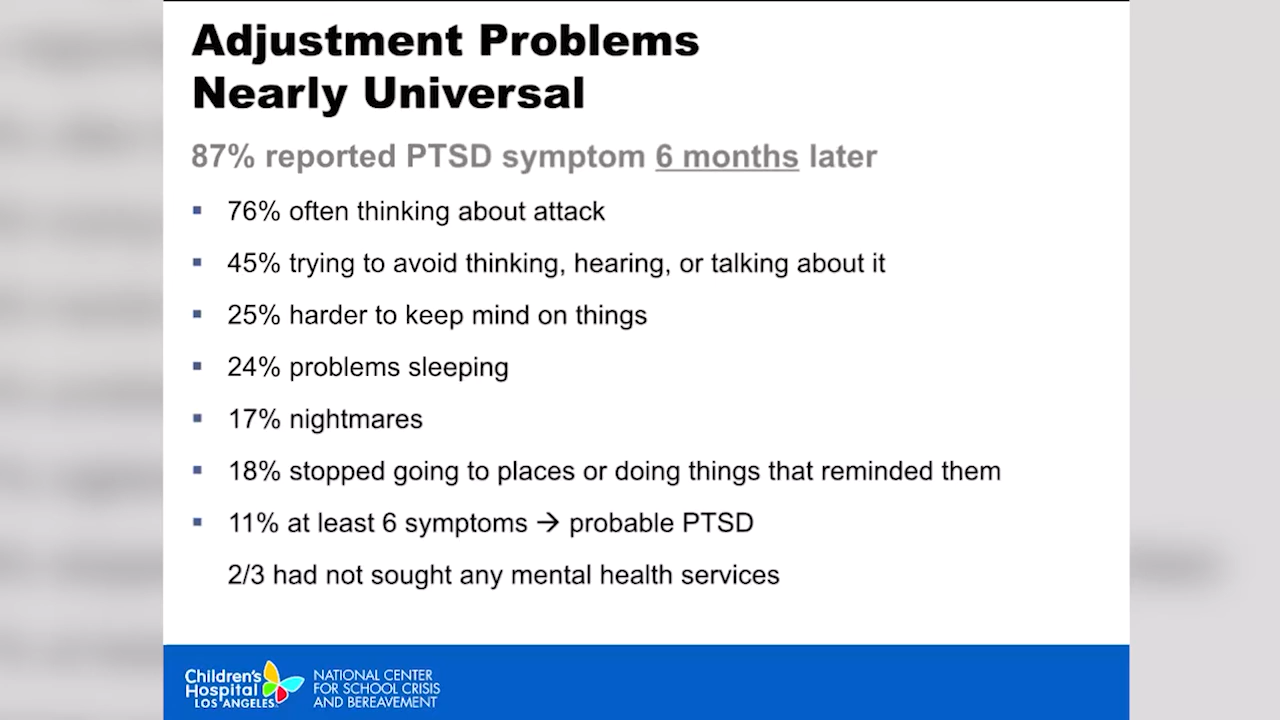 Adjustment Problems
Nearly Universal
87% reported PTSD symptom 6 months later
▪ 76% often thinking about attack
▪ 45% trying to avoid thinking, hearing, or talking about it
▪ 25% harder to keep mind on things
▪ 24% problems sleeping
▪ 17% nightmares
▪ 18% stopped going to places or doing things that reminded them
▪ 11% at least 6 symptoms → probable PTSD
2/3 had not sought any mental health services
Children's
Hospital
LOS ANGELES
NATIONAL CENTER
FOR SCHOOL CRISIS
AND BEREAVEMENT